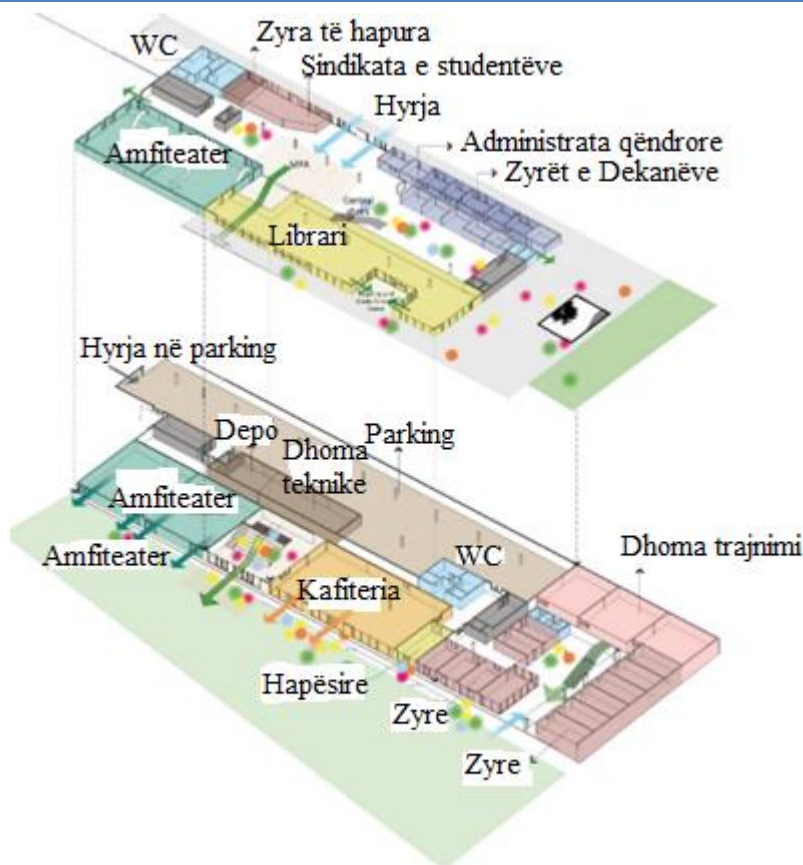 WC
Zyra të hapura
Sindikata e studentëve
Hyrja
Administrata qëndrore
Zyrët e Dekanëve
Amfiteater
Librari
Hyrja në parking
Depo
Dhoma
teknike
Parking
Amfiteater
Amfiteater
WC
Dhoma trajnimi
Kafiteria
Hapësire
Zyre
Zyre